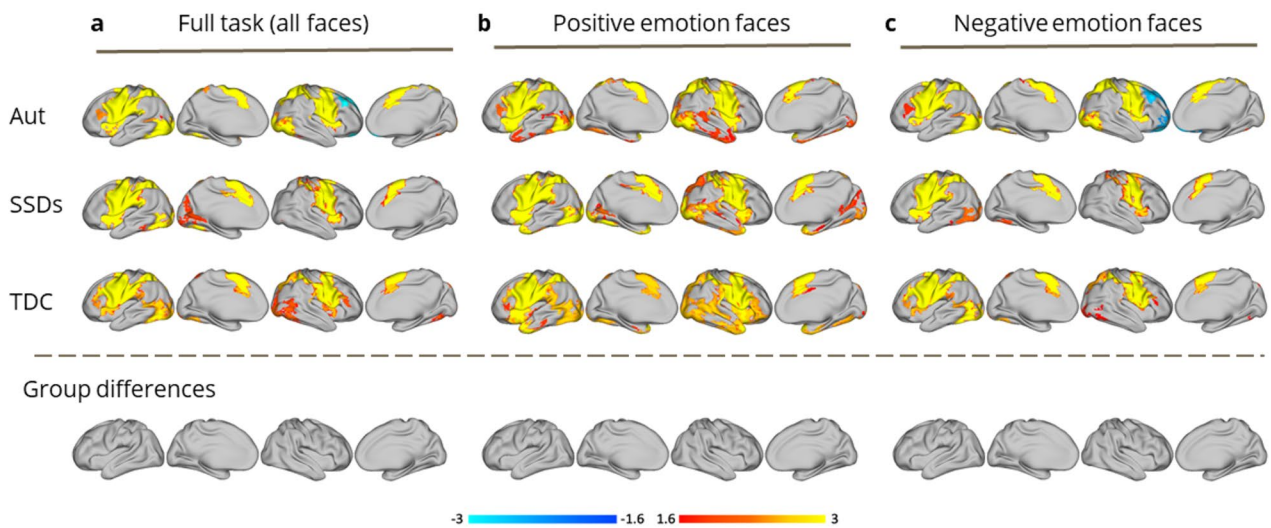 a Full task (all faces) b Positive emotion faces c Negative emotion faces
Aut
SSDs
TDC
Group differences
-3 -1.6 1.6 3